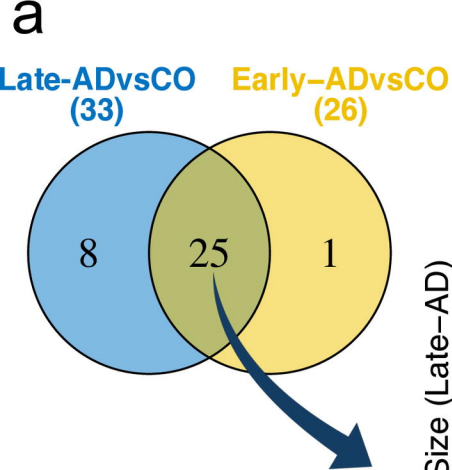 a
Late-ADvsCO
(33)
Early-ADvsCO
(26)
8
25
1
Size (Late-AD)